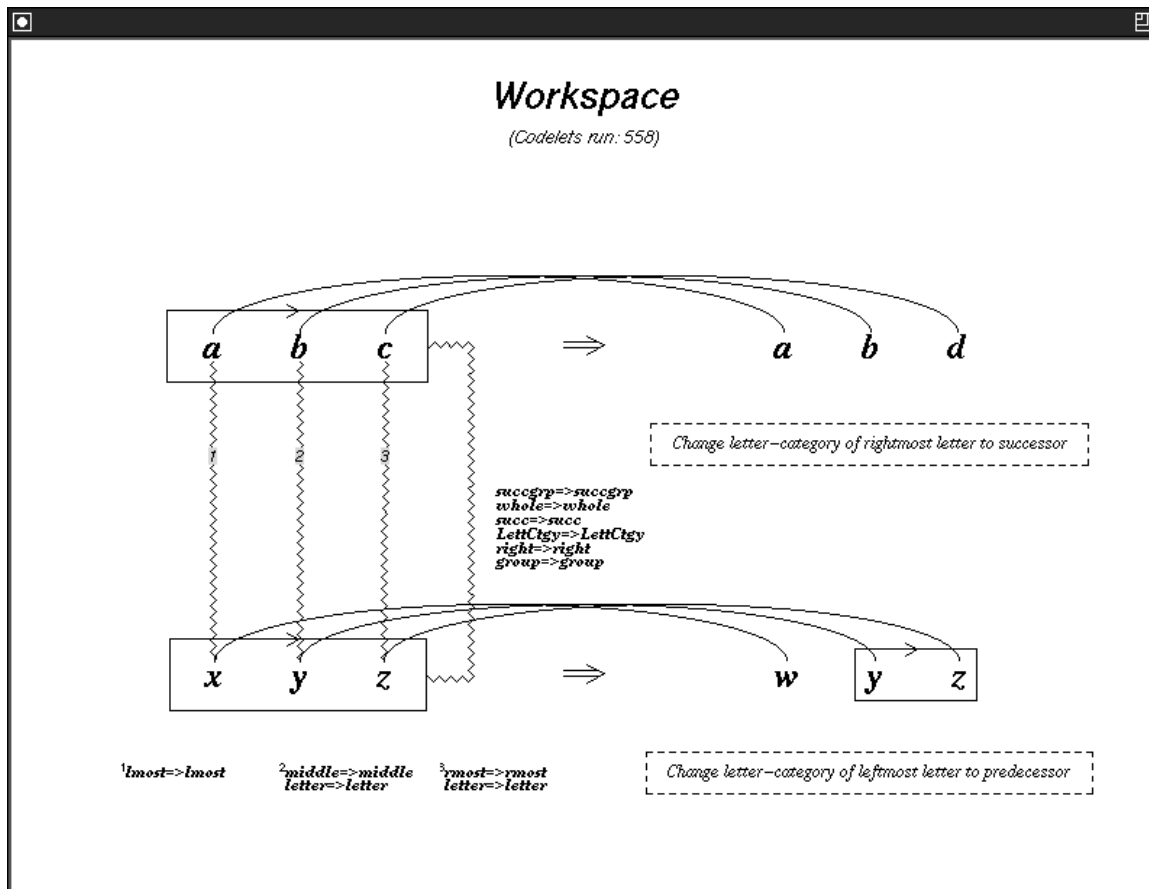 Workspace
(Codelets run: 558)
a b c ⇒ a b d
Change letter-category of rightmost letter to successor
1 2 3
succgrp=>succgrp
whole=>whole
succ=>succ
LettCtgy=>LettCtgy
right=>right
group=>group
x y z ⇒ w y z
1lmost=>lmost 2middle=>middle 3rmost=>rmost
letter=>letter letter=>letter
Change letter-category of leftmost letter to predecessor